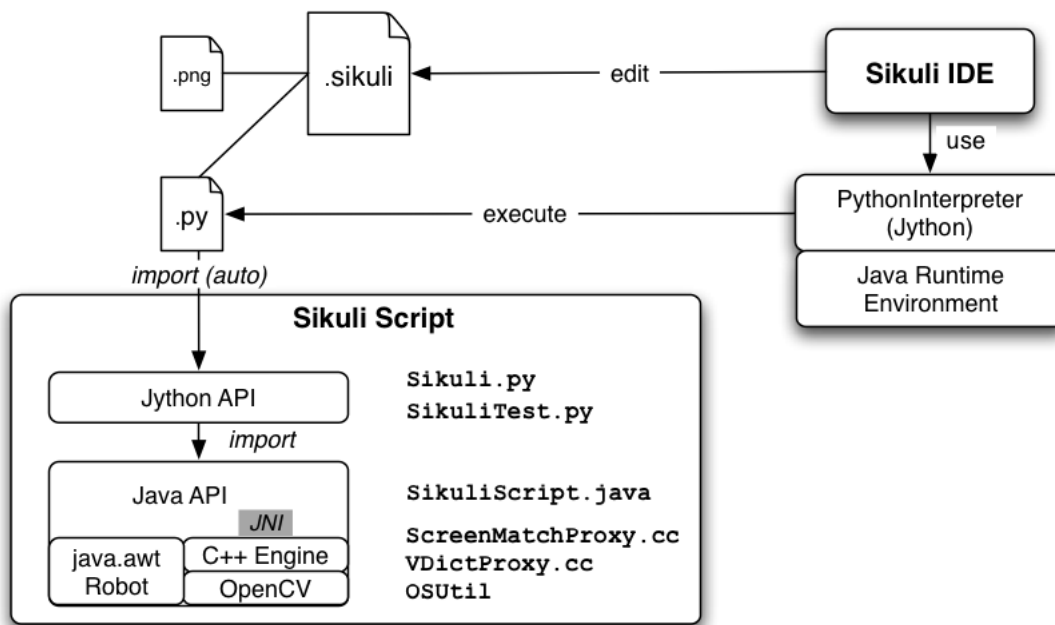 .png
.sikuli
edit
Sikuli IDE
use
.py
execute
PythonInterpreter
(Jython)
Java Runtime
Environment
import (auto)
Sikuli Script
Jython API
Sikuli.py
SikuliTest.py
import
Java API
SikuliScript.java
JNI
java.awt
Robot
C++ Engine
OpenCV
ScreenMatchProxy.cc
VDictProxy.cc
OSUtil